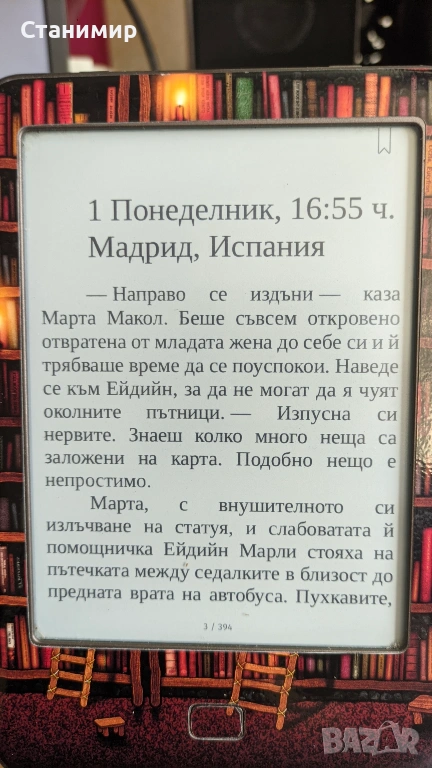 Станимир
1 Понеделник, 16:55 ч.
Мадрид, Испания
— Направо се издъни — каза
Марта Макол. Беше съвсем откровено
отвратена от младата жена до себе си и й
трябваше време да се поуспокои. Наведе
се към Ейдийн, за да не могат да я чуят
околните пътници. — Изпусна си
нервите. Знаеш колко много неща са
заложени на карта. Подобно нещо е
непростимо.
Марта, с внушителното си
излъчване на статуя, и слабоватата й
помощничка Ейдийн Марли стояха на
пътечката между седалките в близост до
предната врата на автобуса. Пухкавите,
3 / 394
BAZAR